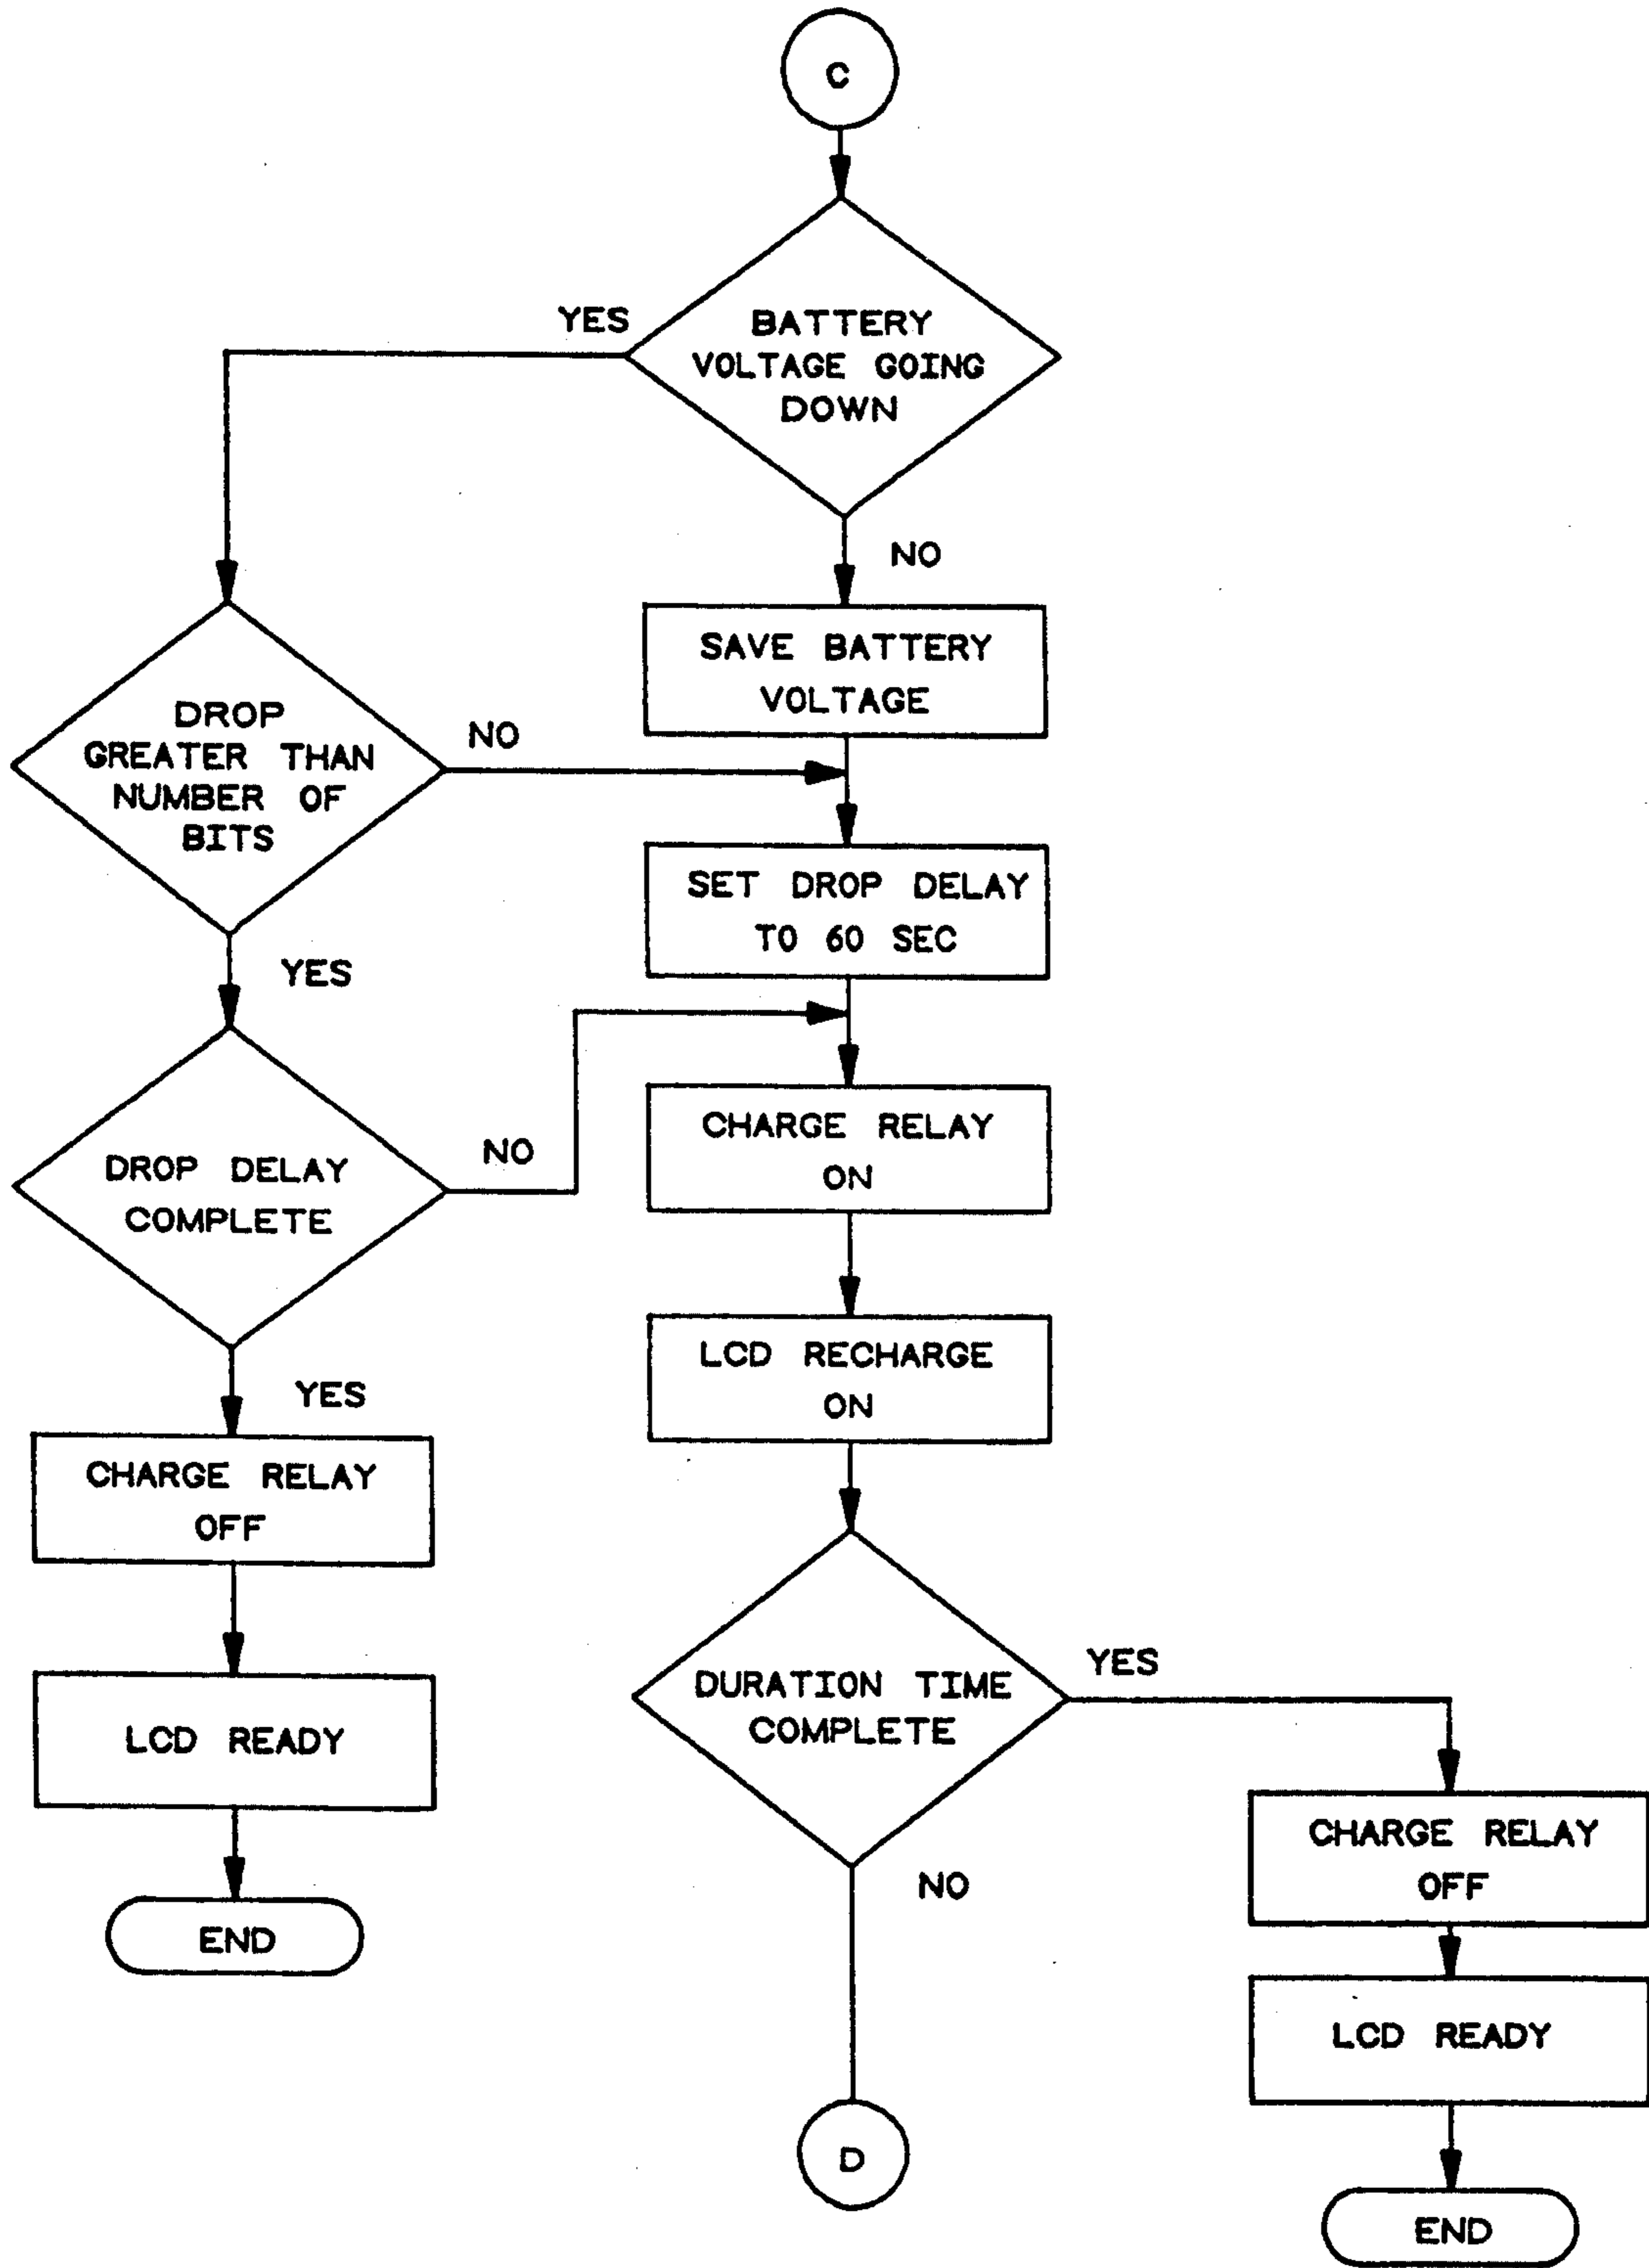 C
YES
BATTERY
VOLTAGE GOING
DOWN
NO
SAVE BATTERY
VOLTAGE
DROP
GREATER THAN
NUMBER OF
BITS
NO
SET DROP DELAY
TO 60 SEC
YES
CHARGE RELAY
ON
DROP DELAY
COMPLETE
NO
LCD RECHARGE
ON
YES
CHARGE RELAY
OFF
DURATION TIME
COMPLETE
YES
LCD READY
CHARGE RELAY
OFF
NO
END
LCD READY
D
END